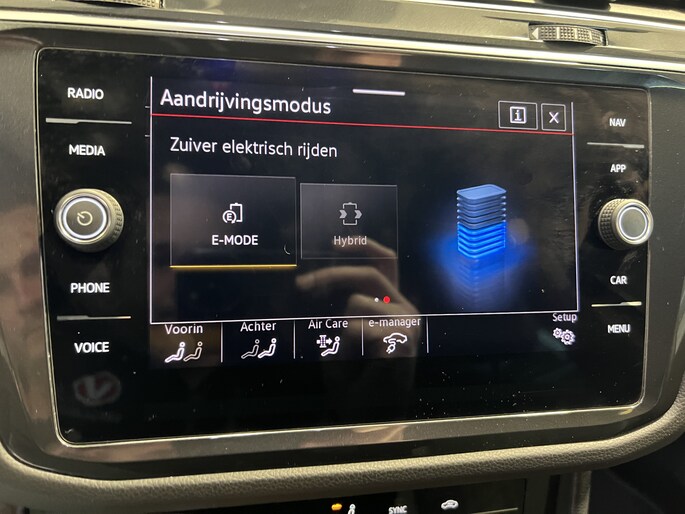 RADIO
MEDIA
PHONE
VOICE
Aandrijvingsmodus
i X
Zuiver elektrisch rijden
E
E-MODE
Hybrid
Voorin
Achter
Air Care
e-manager
Setup
NAV
APP
CAR
MENU
SYNC